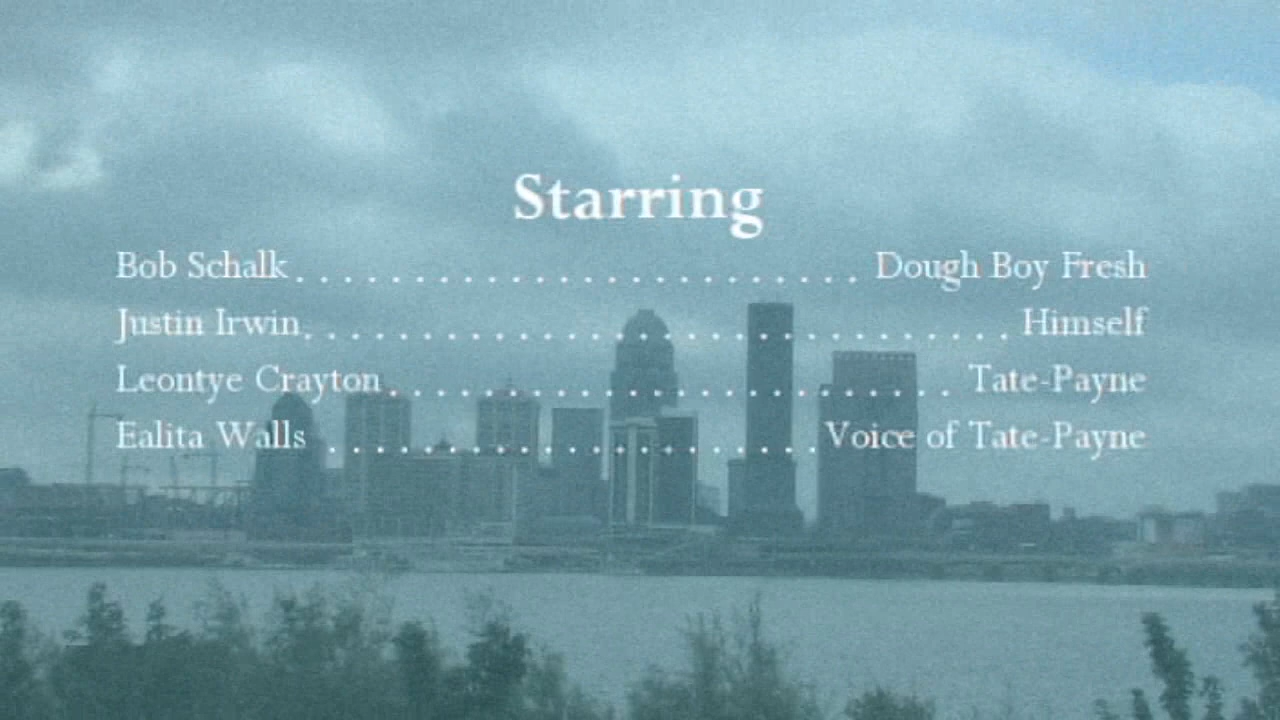 Starring
Bob Schalk . . . . . . . . . . . . . . . . . . . . . . . . Dough Boy Fresh
Justin Irwin . . . . . . . . . . . . . . . . . . . . . . . . . . . . . . Himself
Leontye Crayton . . . . . . . . . . . . . . . . . . . . . . . . Tate-Payne
Ealita Walls . . . . . . . . . . . . . . . . . . . . . Voice of Tate-Payne